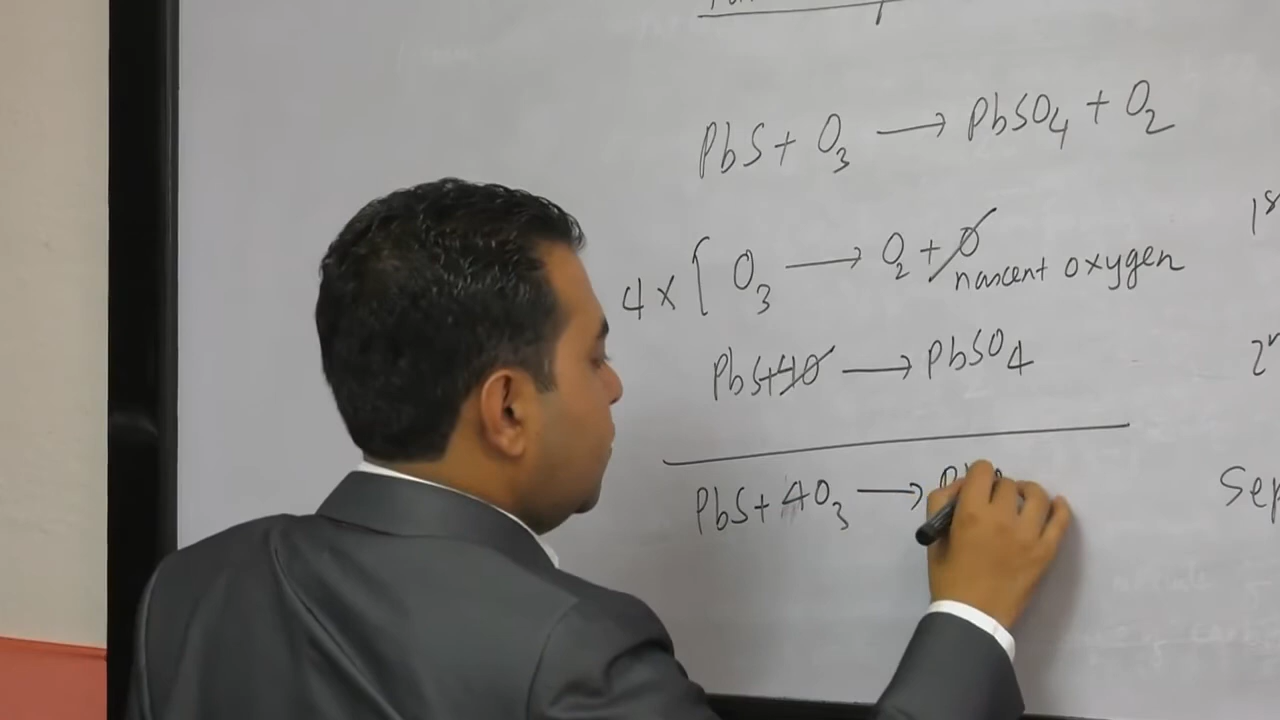 PbS + O3 → PbSO4 + O2
4 x [ O3 → O2 + O
nascent oxygen
PbS + 4O → PbSO4
PbS + 4O3 →